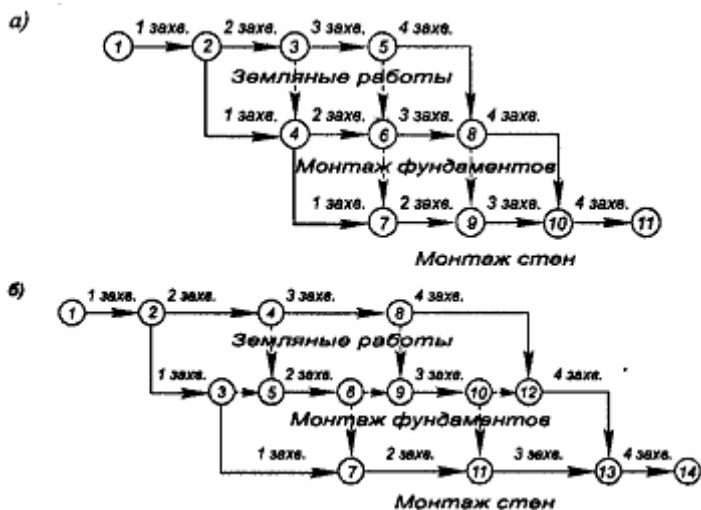 а)
1 захв. 2 захв. 3 захв. 4 захв.
1 2 3 5
Земляные работы
1 захв. 2 захв. 3 захв. 4 захв.
4 6 8
Монтаж фундаментов
1 захв. 2 захв. 3 захв. 4 захв.
7 9 10 11
Монтаж стен
б)
1 захв. 2 захв. 3 захв. 4 захв.
1 2 4 8
Земляные работы
1 захв. 2 захв. 3 захв. 4 захв.
3 5 6 9 10 12
Монтаж фундаментов
1 захв. 2 захв. 3 захв. 4 захв.
7 11 13 14
Монтаж стен